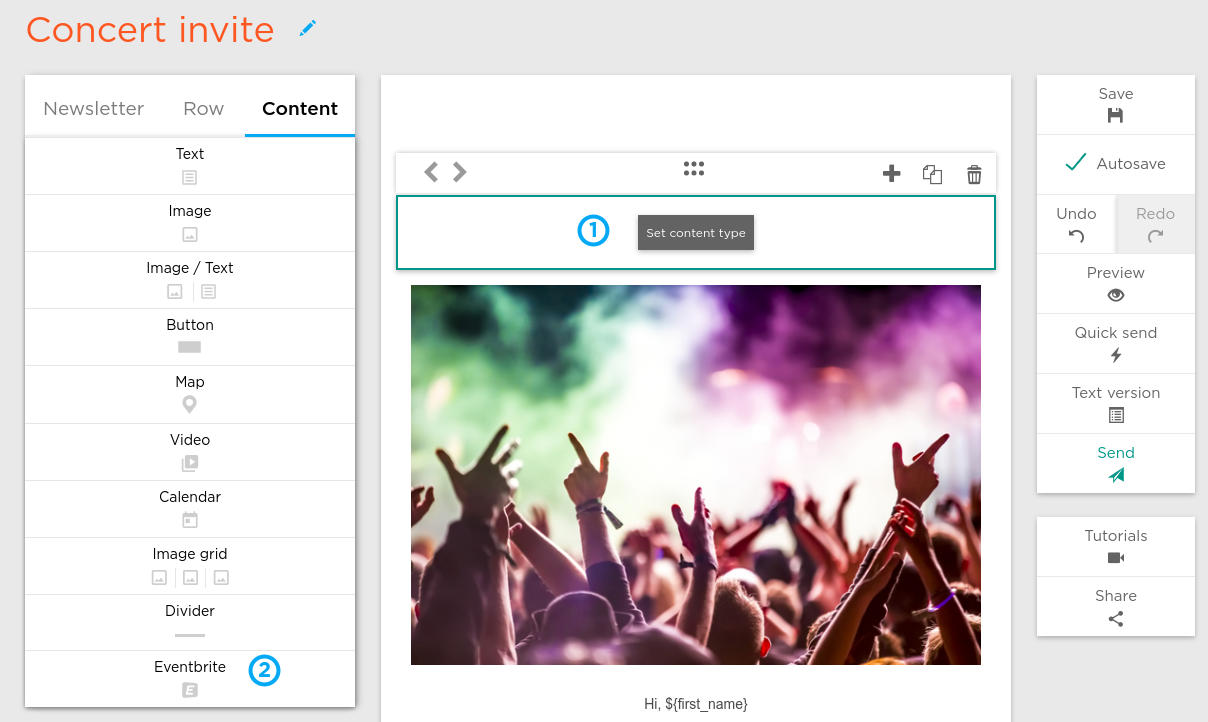 Concert invite
Newsletter Row Content
Text
Image
Image / Text
Button
Map
Video
Calendar
Image grid
Divider
Eventbrite 2
E
1 Set content type
Hi, ${first_name}
Save
Autosave
Undo Redo
Preview
Quick send
Text version
Send
Tutorials
Share